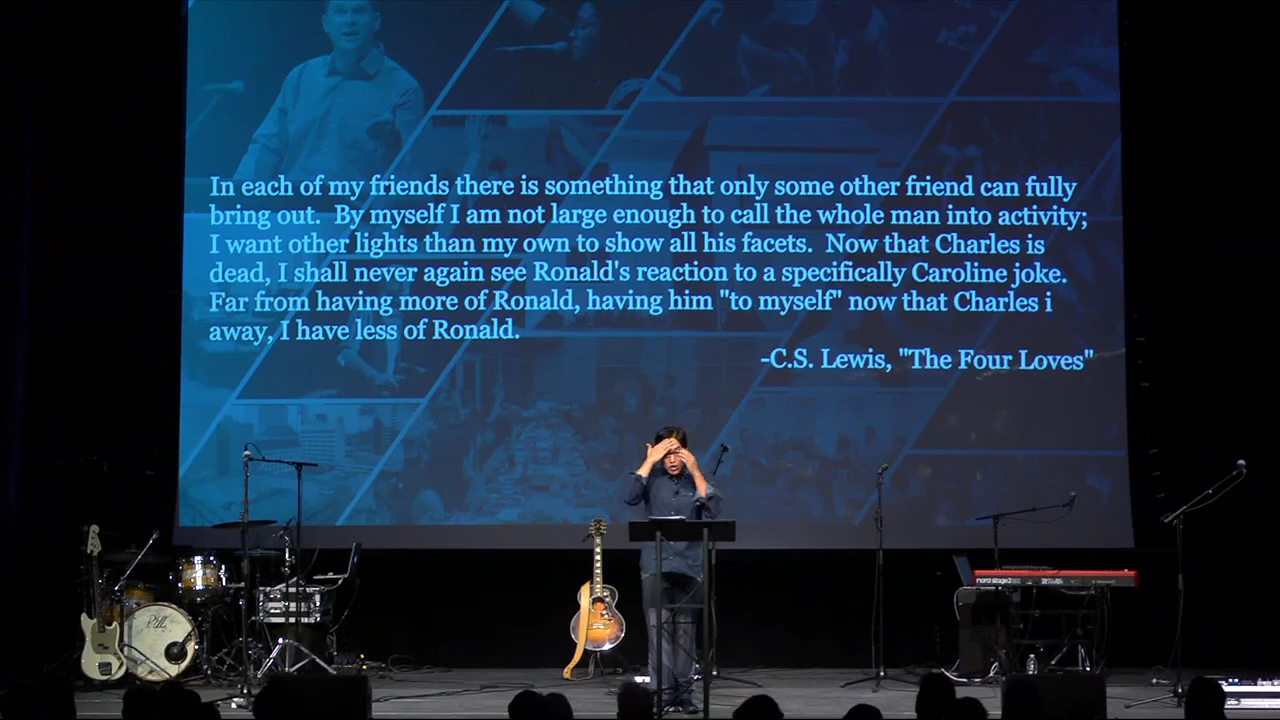 In each of my friends there is something that only some other friend can fully
bring out.  By myself I am not large enough to call the whole man into activity;
I want other lights than my own to show all his facets.  Now that Charles is
dead, I shall never again see Ronald's reaction to a specifically Caroline joke.
Far from having more of Ronald, having him "to myself" now that Charles i
away, I have less of Ronald.
-C.S. Lewis, "The Four Loves"
nord stage 2